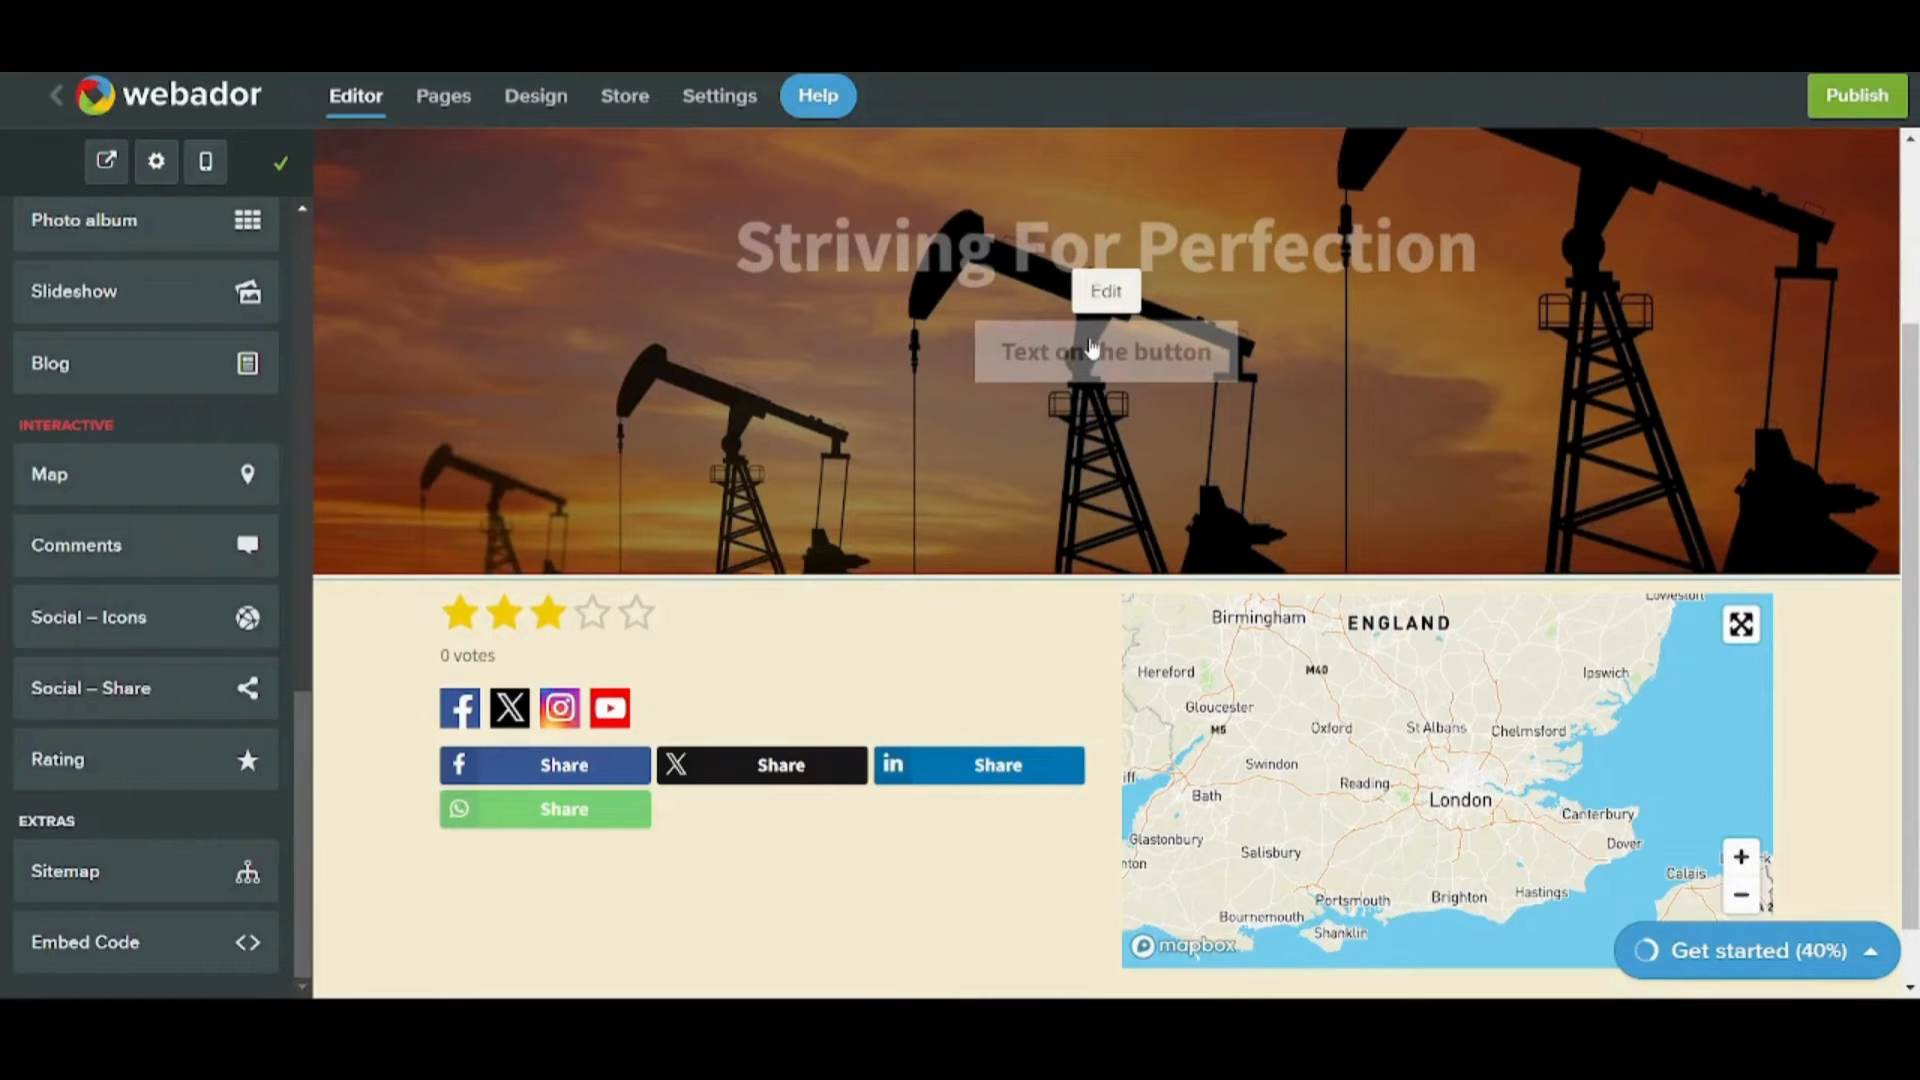 webador
Editor
Pages
Design
Store
Settings
Help
Publish
Photo album
Slideshow
Blog
INTERACTIVE
Map
Comments
Social – Icons
Social – Share
Rating
EXTRAS
Sitemap
Embed Code
Striving For Perfection
Edit
Text on the button
0 votes
Share
Share
Share
Share
Lowestoft
Birmingham
ENGLAND
Hereford
M40
Ipswich
Gloucester
M5
Oxford
St Albans
Chelmsford
Swindon
Reading
Bath
London
Canterbury
Glastonbury
Dover
Salisbury
Calais
Portsmouth
Brighton
Hastings
Bournemouth
Shanklin
mapbox
Get started (40%)